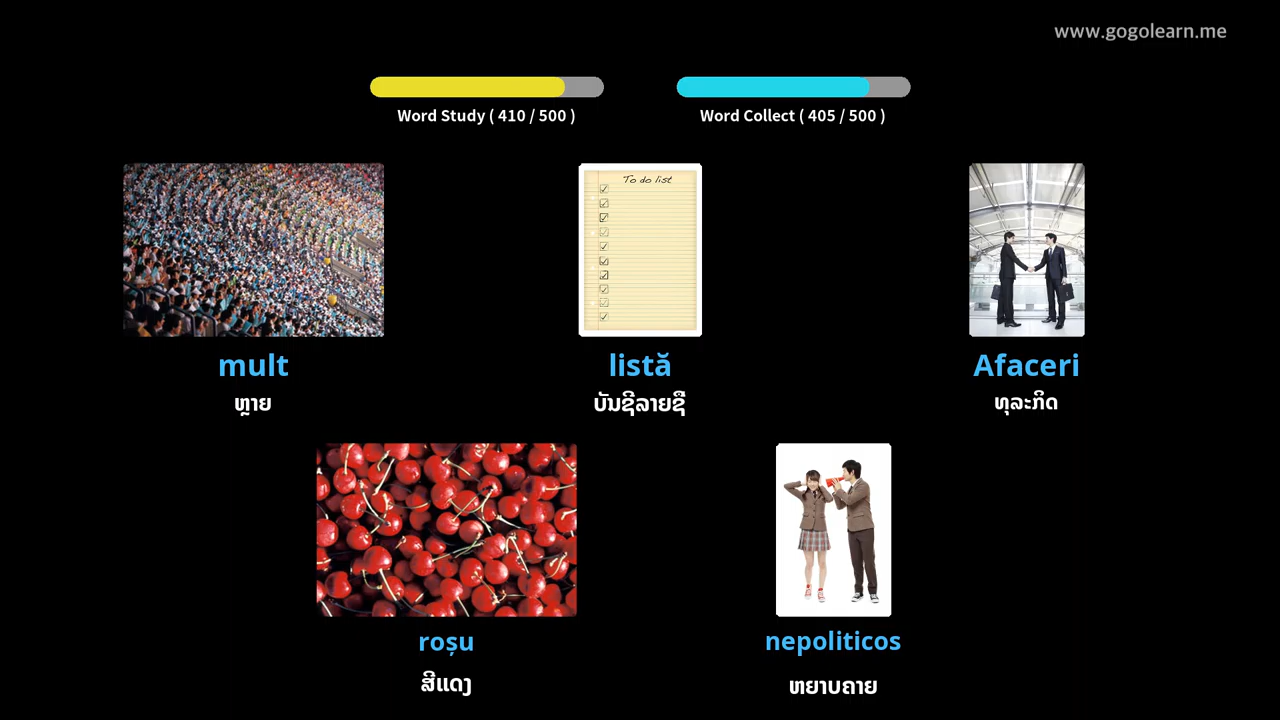 www.gogolearn.me
Word Study ( 410 / 500 )
Word Collect ( 405 / 500 )
To do list
mult
listă
Afaceri
ຫຼາຍ
ບັນຊີລາຍຊື່
ທຸລະກິດ
roșu
nepoliticos
ສີແດງ
ຫຍາບຄາຍ